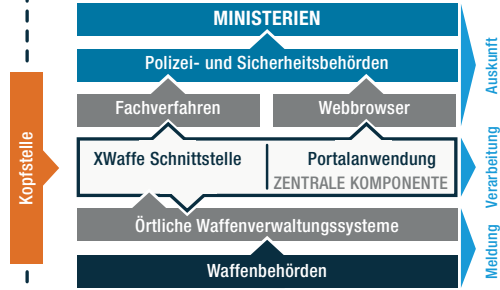 MINISTERIEN
Polizei- und Sicherheitsbehörden
Fachverfahren
Webbrowser
XWaffe Schnittstelle
Portalanwendung
ZENTRALE KOMPONENTE
Örtliche Waffenverwaltungssysteme
Waffenbehörden
Kopfstelle
Auskunft
Verarbeitung
Meldung